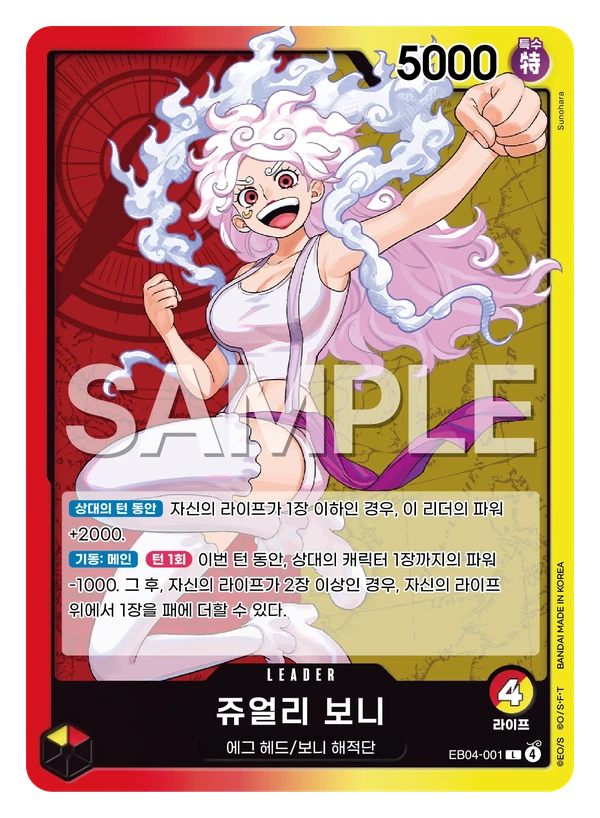 5000
특수
特
Sunohara
SAMPLE
상대의 턴 동안 자신의 라이프가 1장 이하인 경우, 이 리더의 파워
+2000.
기동: 메인 턴 1회 이번 턴 동안, 상대의 캐릭터 1장까지의 파워
-1000. 그 후, 자신의 라이프가 2장 이상인 경우, 자신의 라이프
위에서 1장을 패에 더할 수 있다.
LEADER
쥬얼리 보니
에그 헤드/보니 해적단
4
라이프
EB04-001 L 4
©EO/S ©O/S·F·T BANDAI MADE IN KOREA